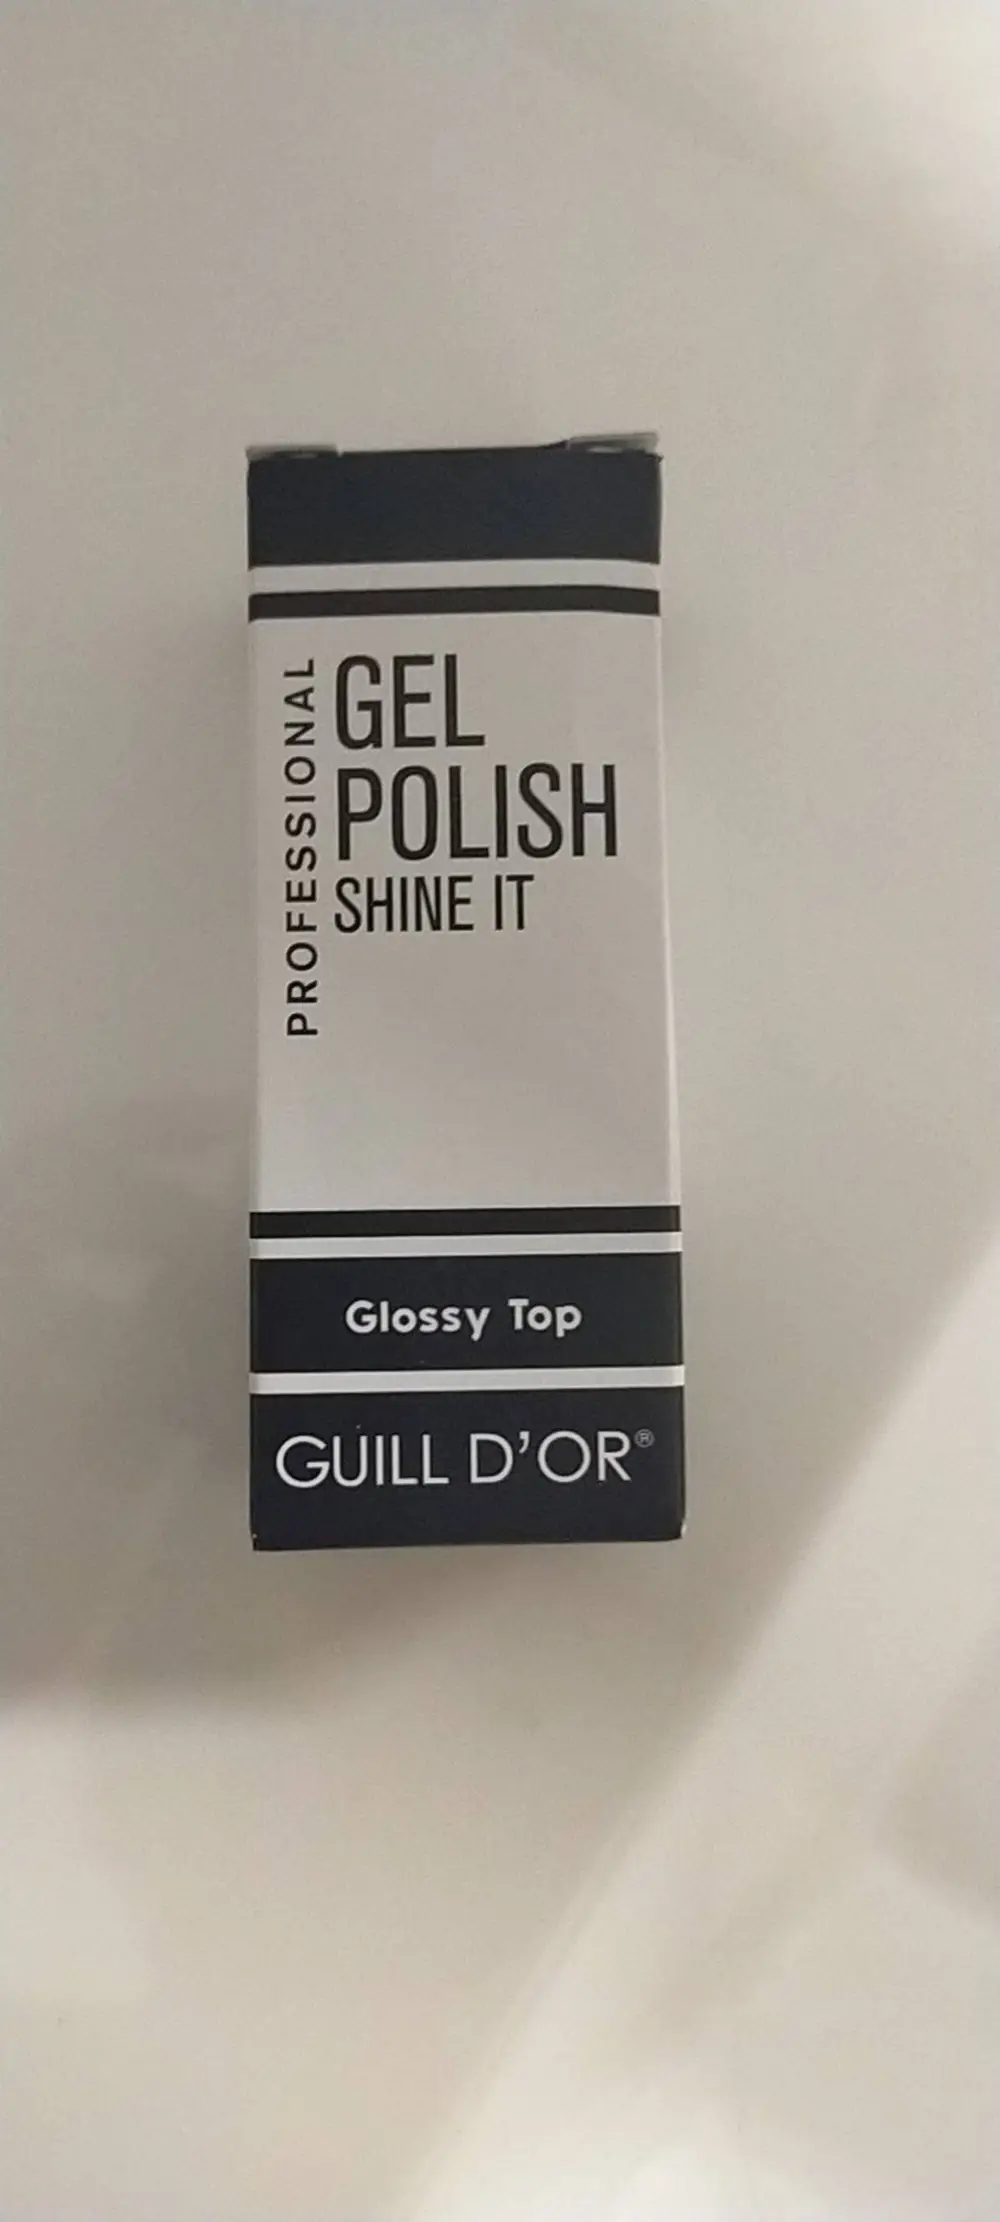 PROFESSIONAL
GEL
POLISH
SHINE IT
Glossy Top
GUILL D'OR®